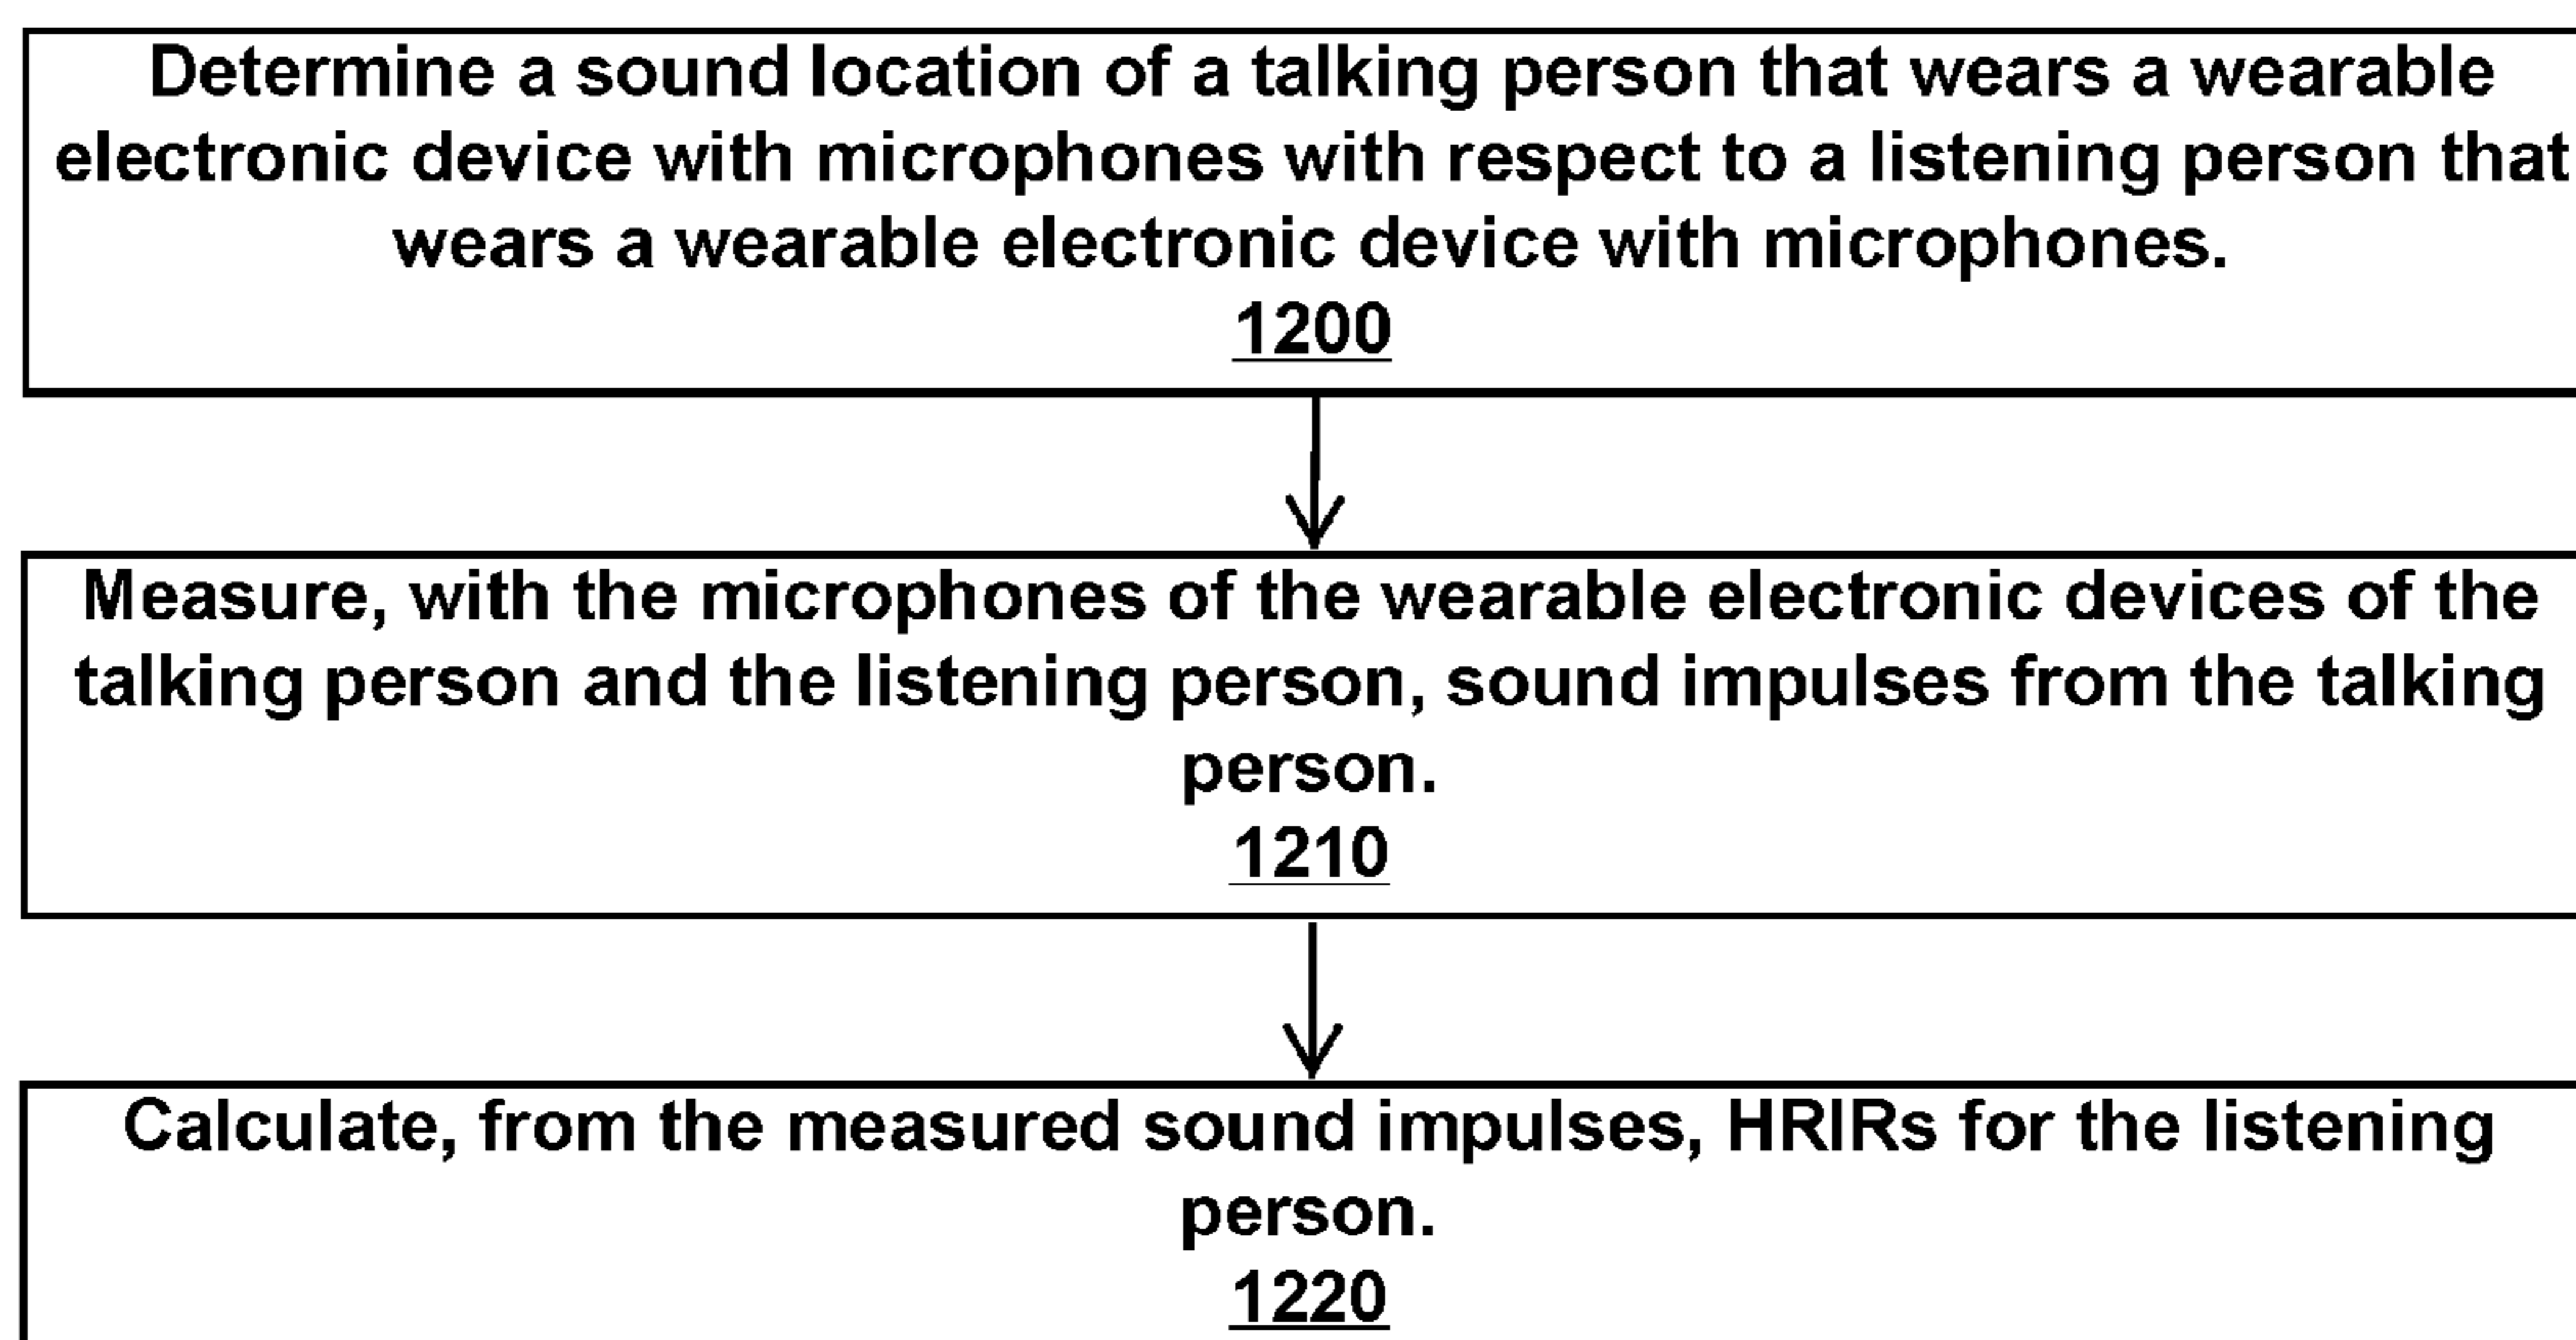 Determine a sound location of a talking person that wears a wearable
electronic device with microphones with respect to a listening person that
wears a wearable electronic device with microphones.
1200
Measure, with the microphones of the wearable electronic devices of the
talking person and the listening person, sound impulses from the talking
person.
1210
Calculate, from the measured sound impulses, HRIRs for the listening
person.
1220